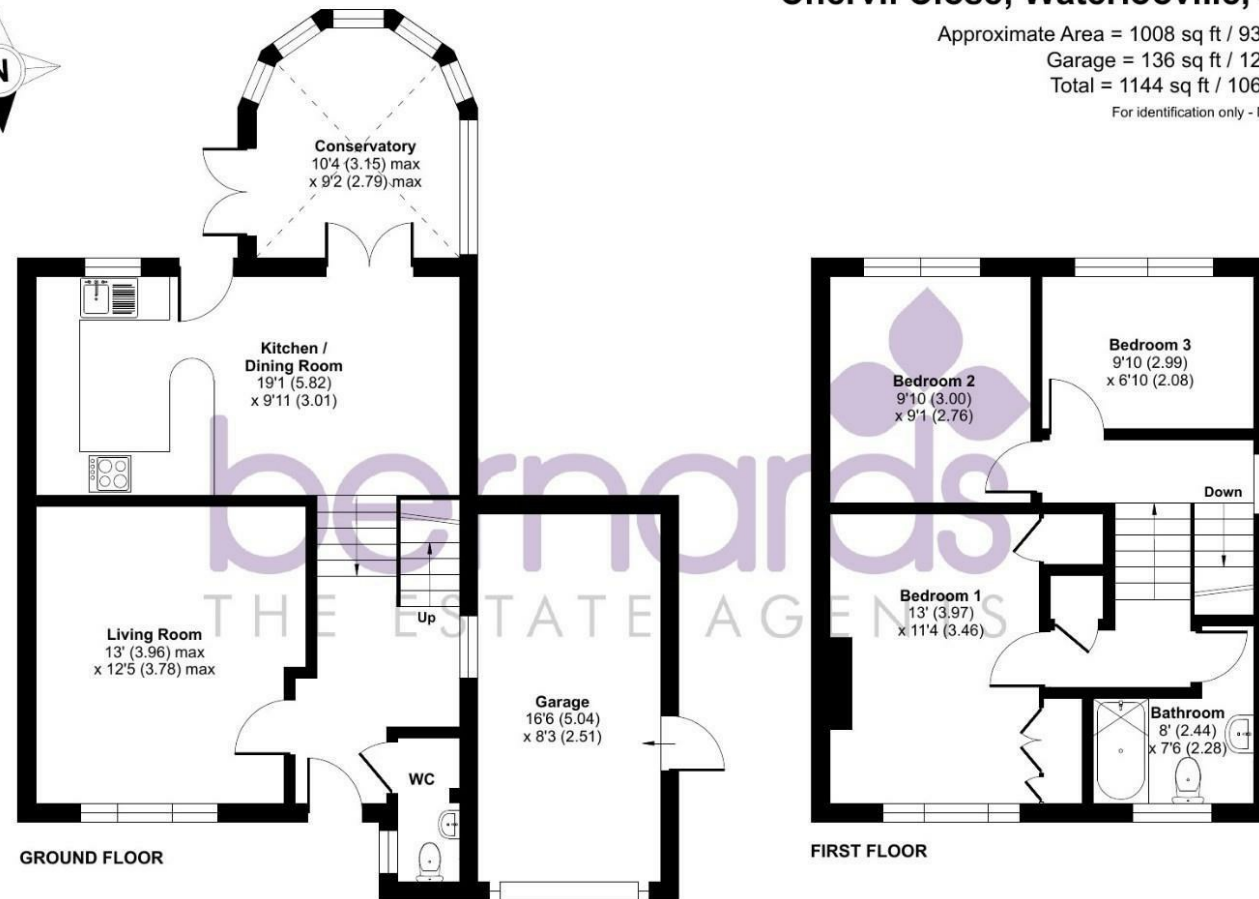 Approximate Area = 1008 sq ft / 93
Garage = 136 sq ft / 12
Total = 1144 sq ft / 106
For identification only -
N
Conservatory
10'4 (3.15) max
x 9'2 (2.79) max
Kitchen /
Dining Room
19'1 (5.82)
x 9'11 (3.01)
Living Room
13' (3.96) max
x 12'5 (3.78) max
Up
Garage
16'6 (5.04)
x 8'3 (2.51)
WC
GROUND FLOOR
Bedroom 2
9'10 (3.00)
x 9'1 (2.76)
Bedroom 3
9'10 (2.99)
x 6'10 (2.08)
Down
Bedroom 1
13' (3.97)
x 11'4 (3.46)
Bathroom
8' (2.44)
x 7'6 (2.28)
FIRST FLOOR
bernards
THE ESTATE AGENTS